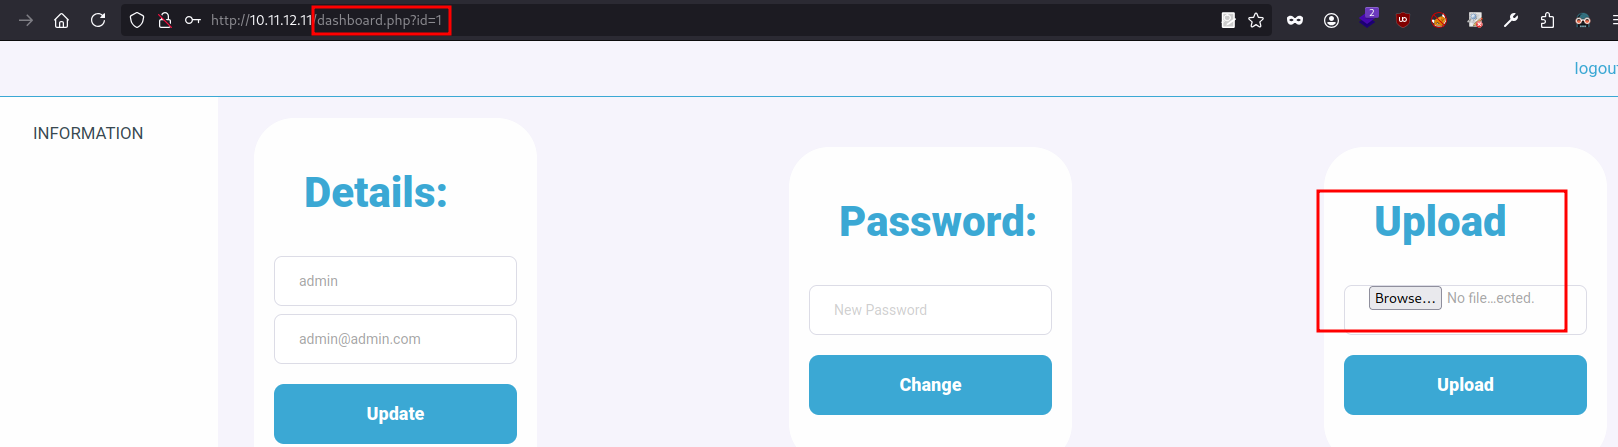 http://10.11.12.11/dashboard.php?id=1
2
UD
logou
INFORMATION
Details:
admin
admin@admin.com
Update
Password:
New Password
Change
Upload
Browse... No file...ected.
Upload